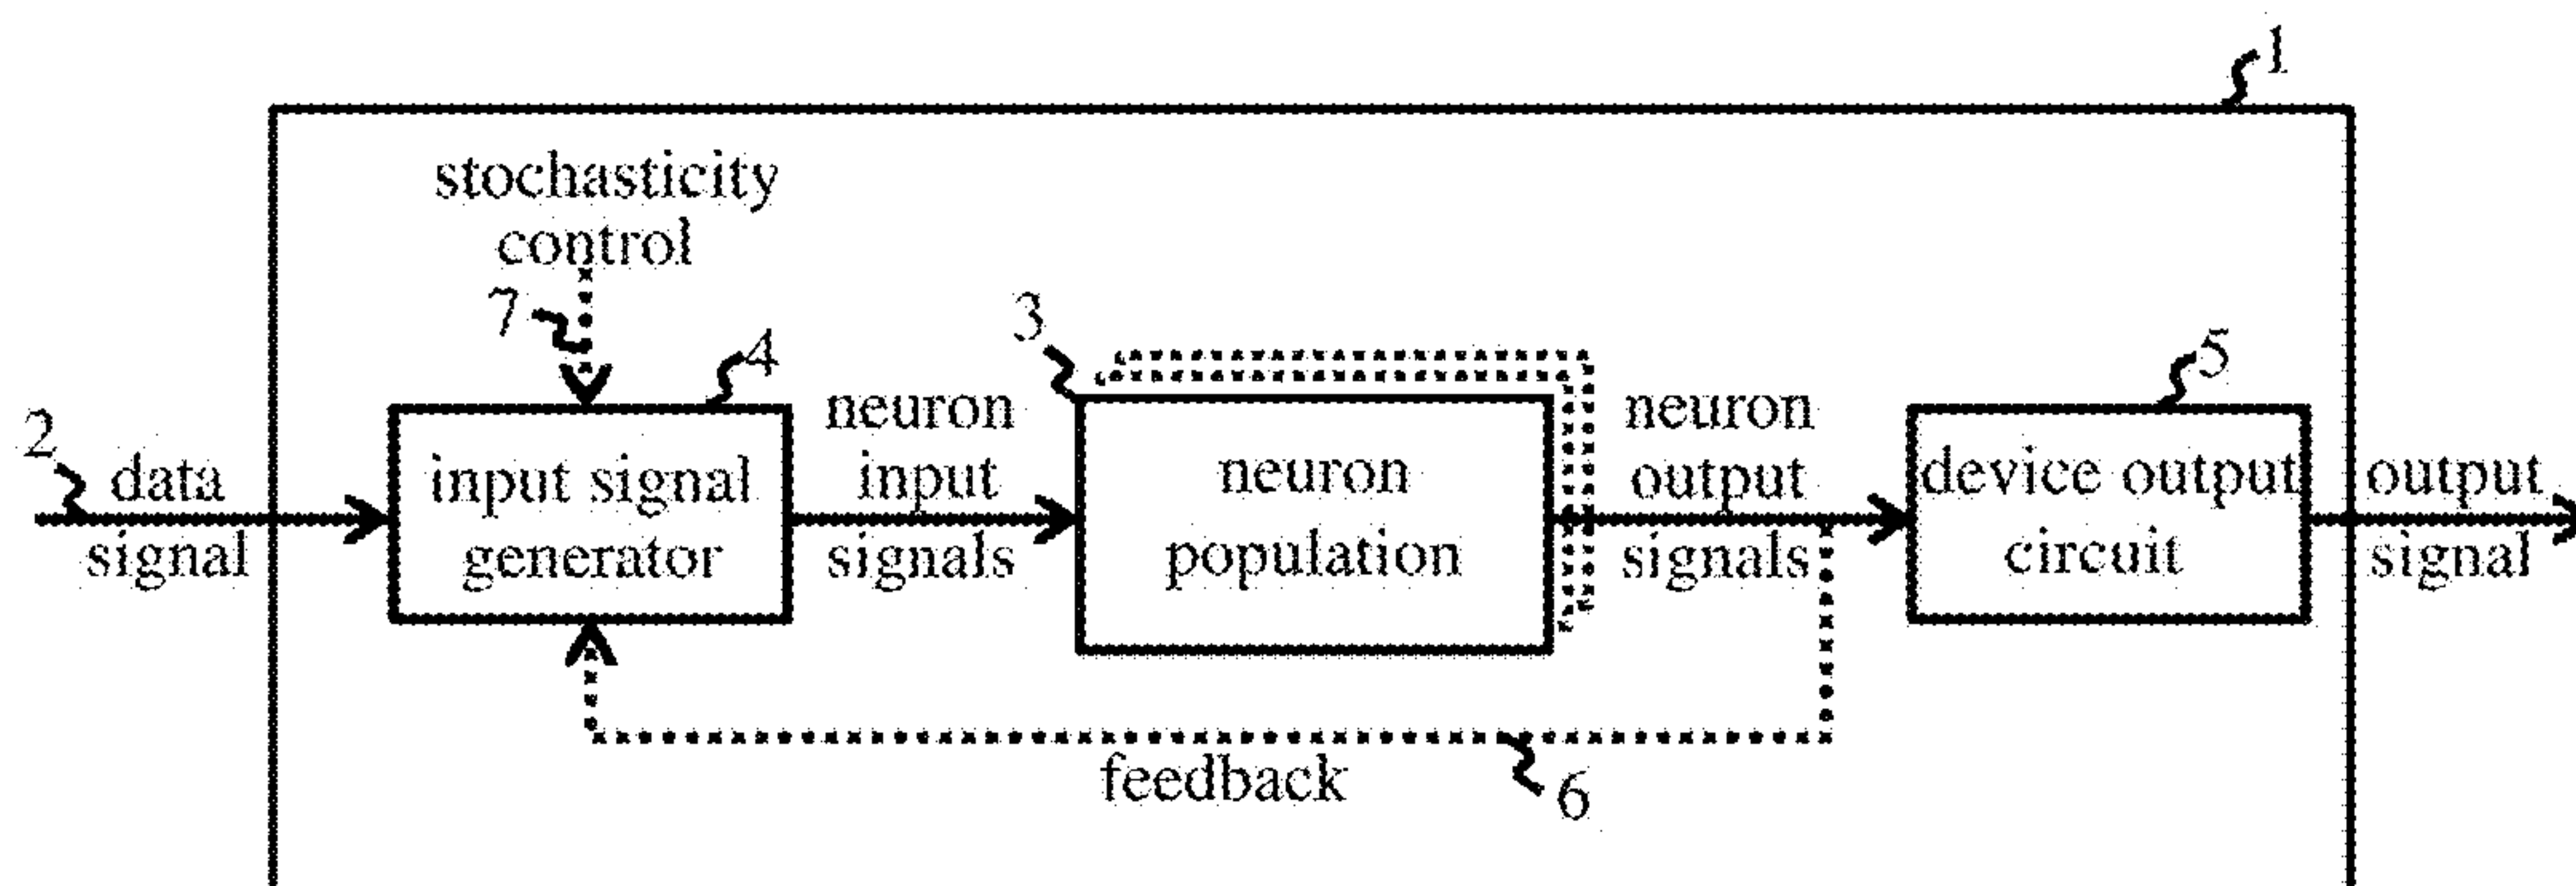 1
stochasticity
control
7
4
3
5
2
data
signal
input signal
generator
neuron
input
signals
neuron
population
neuron
output
signals
device output
circuit
output
signal
feedback
6